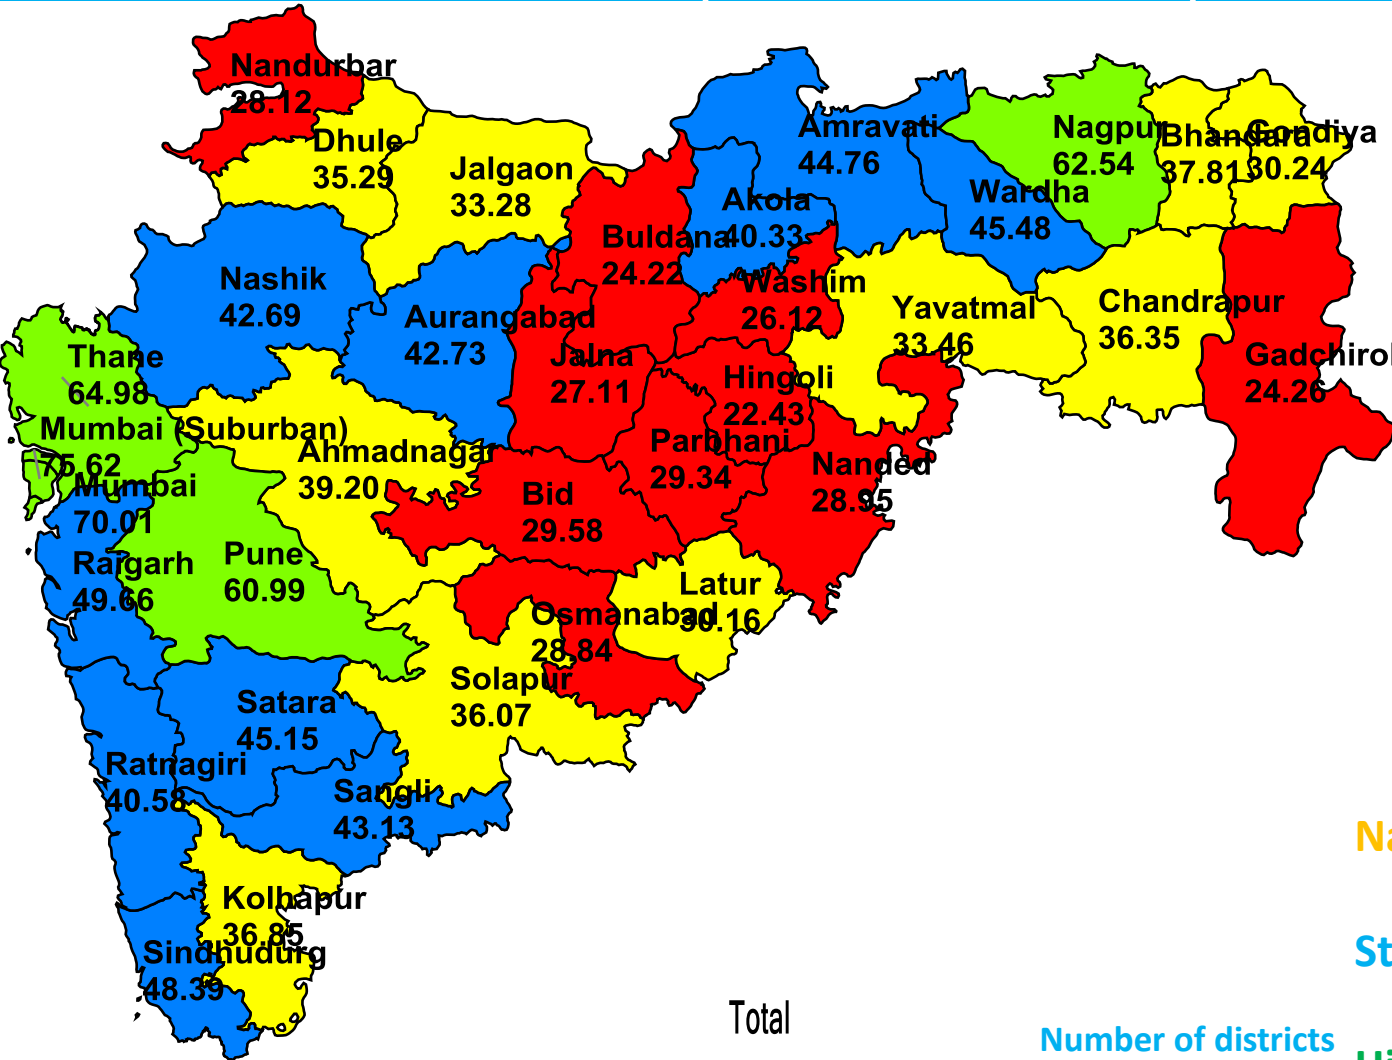 Nandurbar
28.12
Dhule
35.29
Jalgaon
33.28
Amravati
44.76
Nagpur
62.54
Bhandara
37.81
Gondiya
30.24
Akola
40.33
Wardha
45.48
Buldana
24.22
Nashik
42.69
Aurangabad
42.73
Washim
26.12
Yavatmal
33.46
Chandrapur
36.35
Thane
64.98
Jalna
27.11
Hingoli
22.43
Gadchirol
24.26
Mumbai (Suburban)
75.62
Ahmadnagar
39.20
Parbhani
29.34
Nanded
28.95
Mumbai
70.01
Bid
29.58
Raigarh
49.66
Pune
60.99
Latur
30.16
Osmanabad
28.84
Solapur
36.07
Satara
45.15
Ratnagiri
40.58
Sangli
43.13
Na
Kolhapur
36.85
Sindhudurg
48.39
St
Total
Number of districts